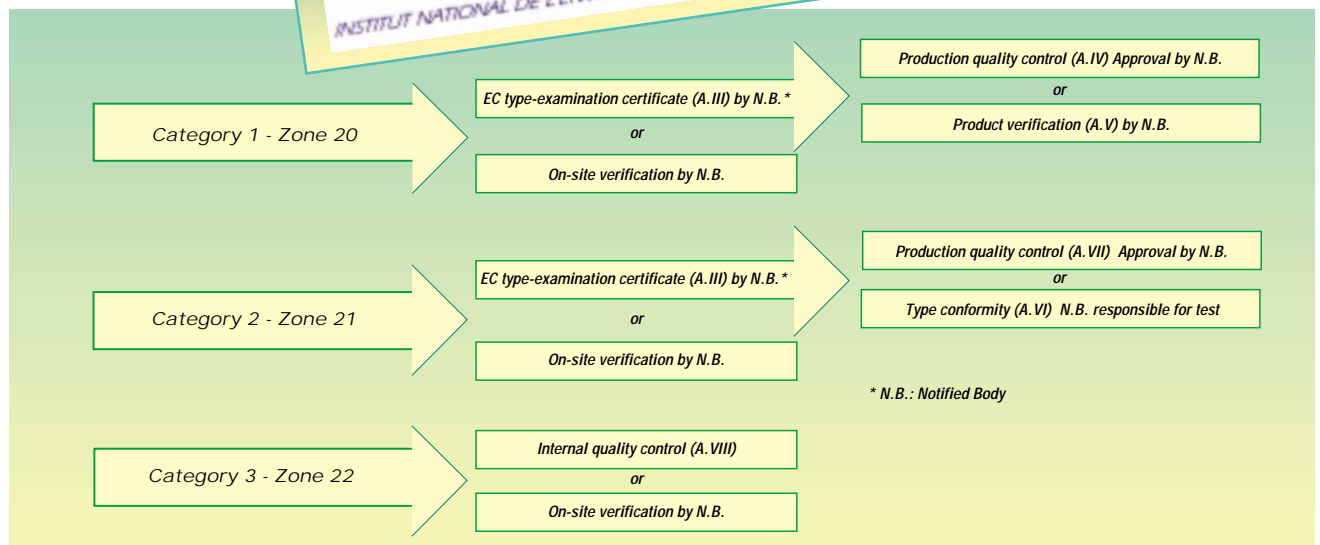 INSTITUT NATIONAL DE
Category 1 - Zone 20
EC type-examination certificate (A.III) by N.B.*
or
On-site verification by N.B.
Production quality control (A.IV) Approval by N.B.
or
Product verification (A.V) by N.B.
Category 2 - Zone 21
EC type-examination certificate (A.III) by N.B.*
or
On-site verification by N.B.
Production quality control (A.VII) Approval by N.B.
or
Type conformity (A.VI) N.B. responsible for test
* N.B.: Notified Body
Category 3 - Zone 22
Internal quality control (A.VIII)
or
On-site verification by N.B.